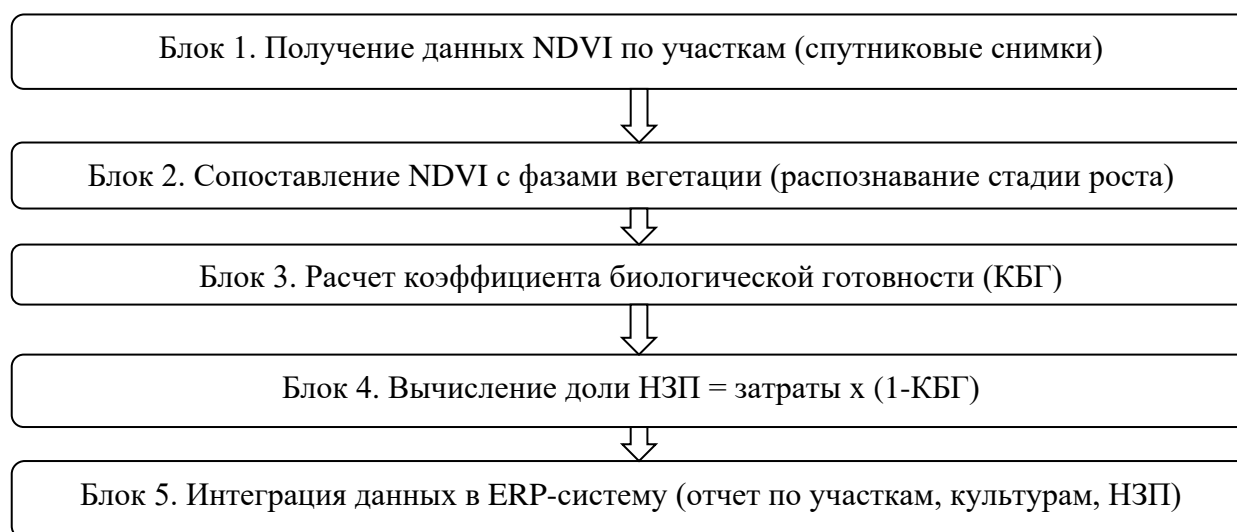 Блок 1. Получение данных NDVI по участкам (спутниковые снимки)
Блок 2. Сопоставление NDVI с фазами вегетации (распознавание стадии роста)
Блок 3. Расчет коэффициента биологической готовности (КБГ)
Блок 4. Вычисление доли НЗП = затраты х (1-КБГ)
Блок 5. Интеграция данных в ERP-систему (отчет по участкам, культурам, НЗП)